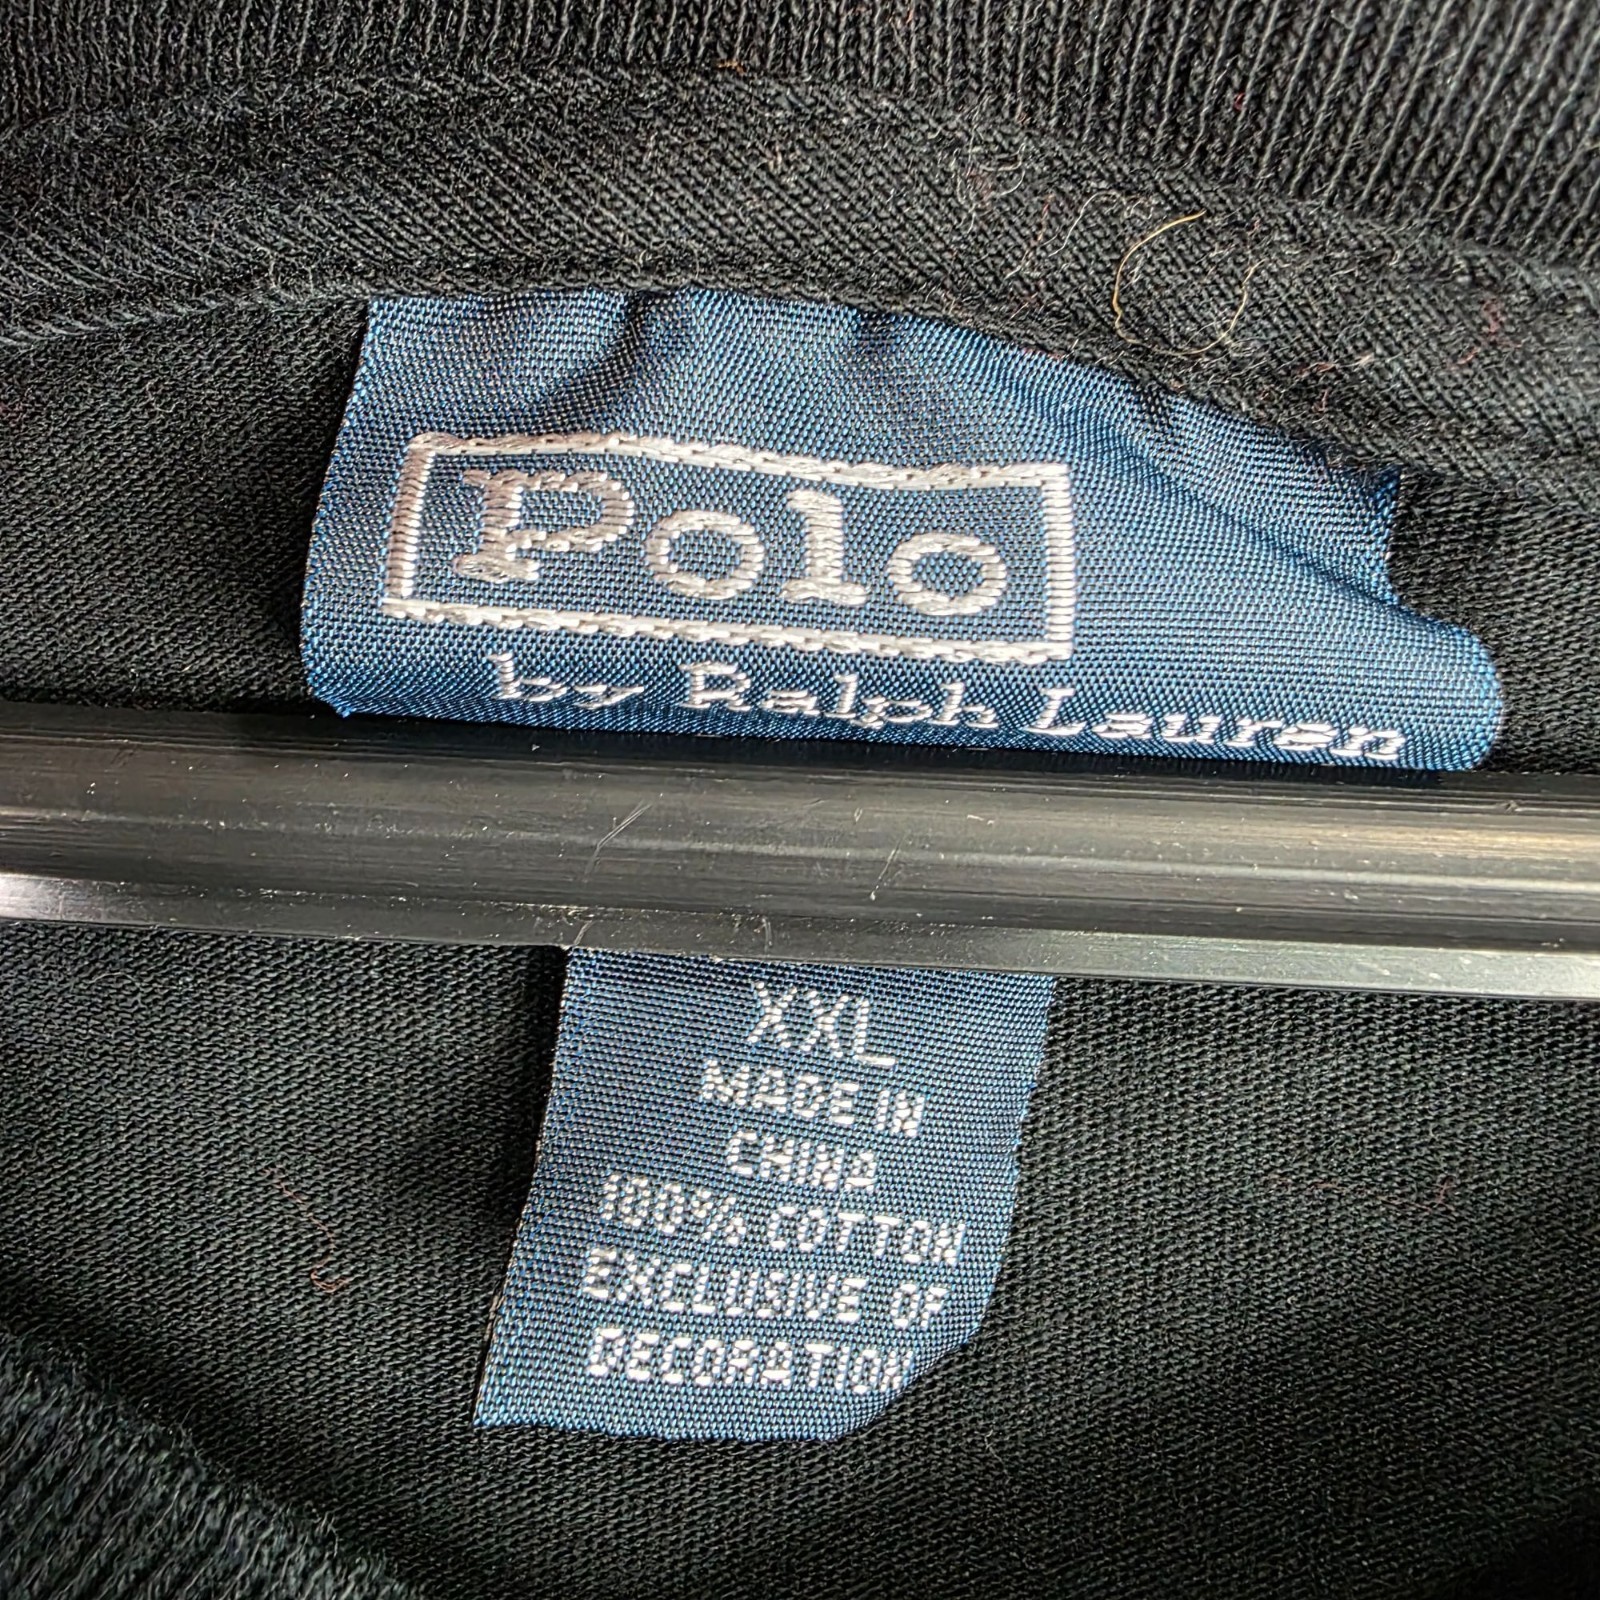 Polo
by Ralph Lauren
XXL
MADE IN
CHINA
100% COTTON
EXCLUSIVE OF
DECORATION